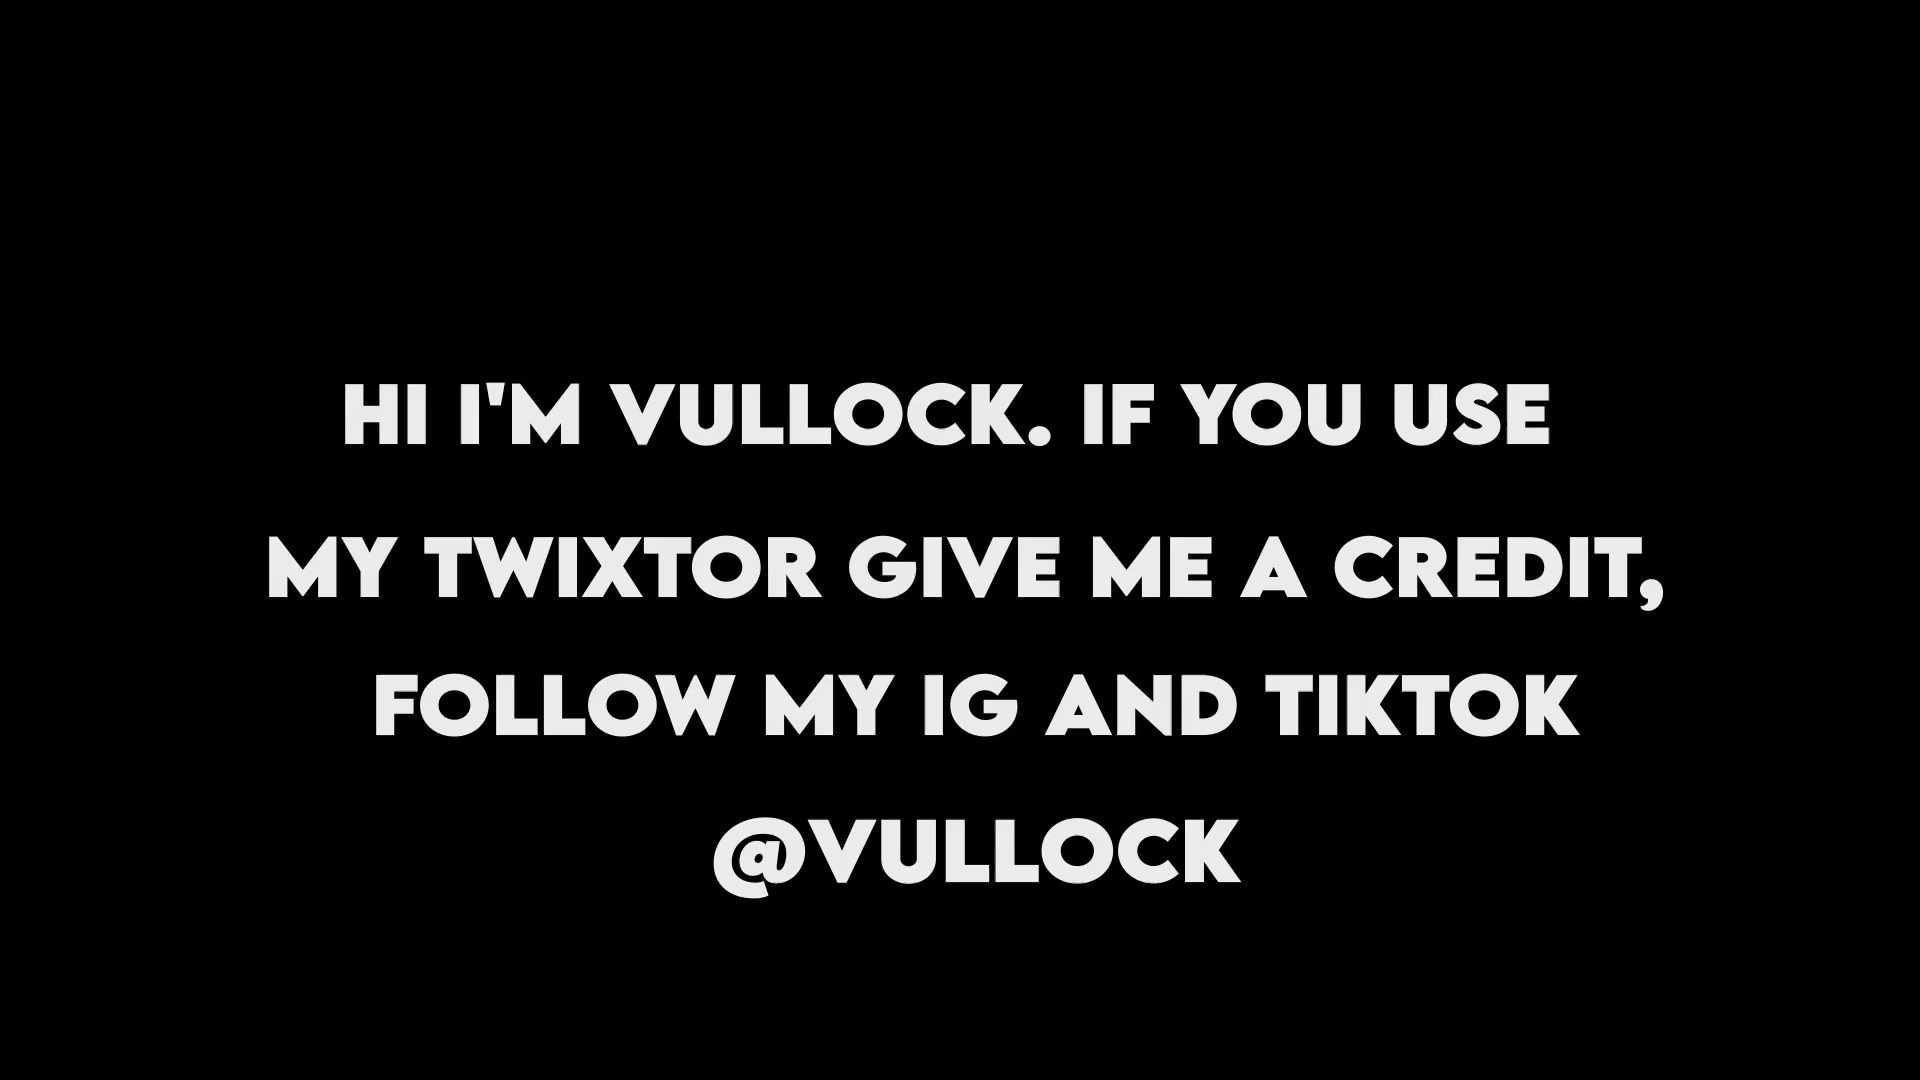 HI I'M VULLOCK. IF YOU USE
MY TWIXTOR GIVE ME A CREDIT,
FOLLOW MY IG AND TIKTOK
@VULLOCK